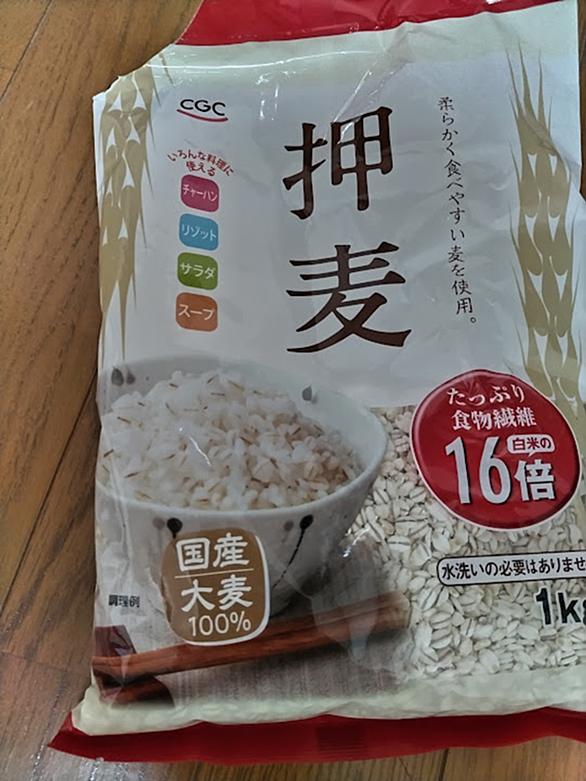 CGC
いろんな料理に
使える
チャーハン
リゾット
サラダ
スープ
押麦
柔らかく食べやすい麦を使用。
たっぷり
食物繊維
白米の
16倍
水洗いの必要はありませ
1kg
国産
大麦
100%
調理例